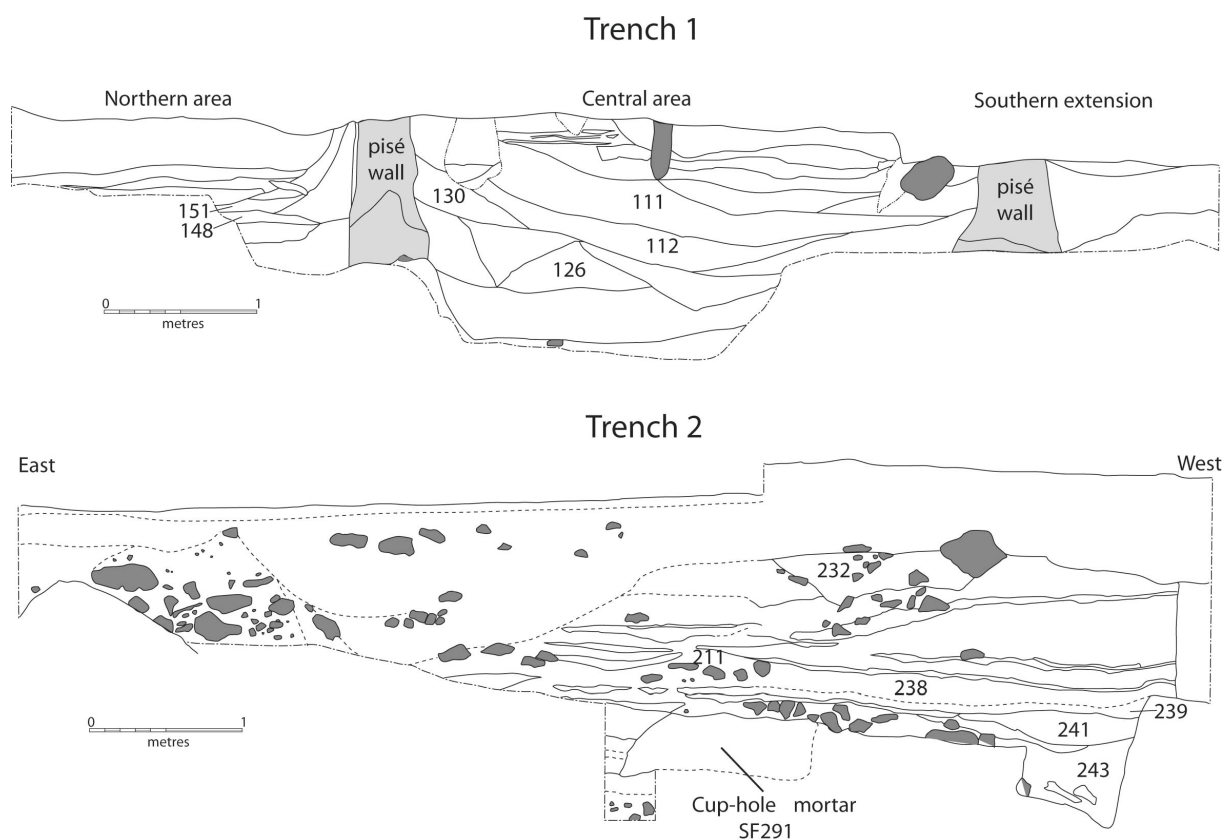 Trench 1
Northern area
Central area
Southern extension
pisé
wall
130
111
pisé
wall
151
148
112
126
0 1
metres
Trench 2
East
West
232
211
238
239
241
0 1
metres
243
Cup-hole mortar
SF291